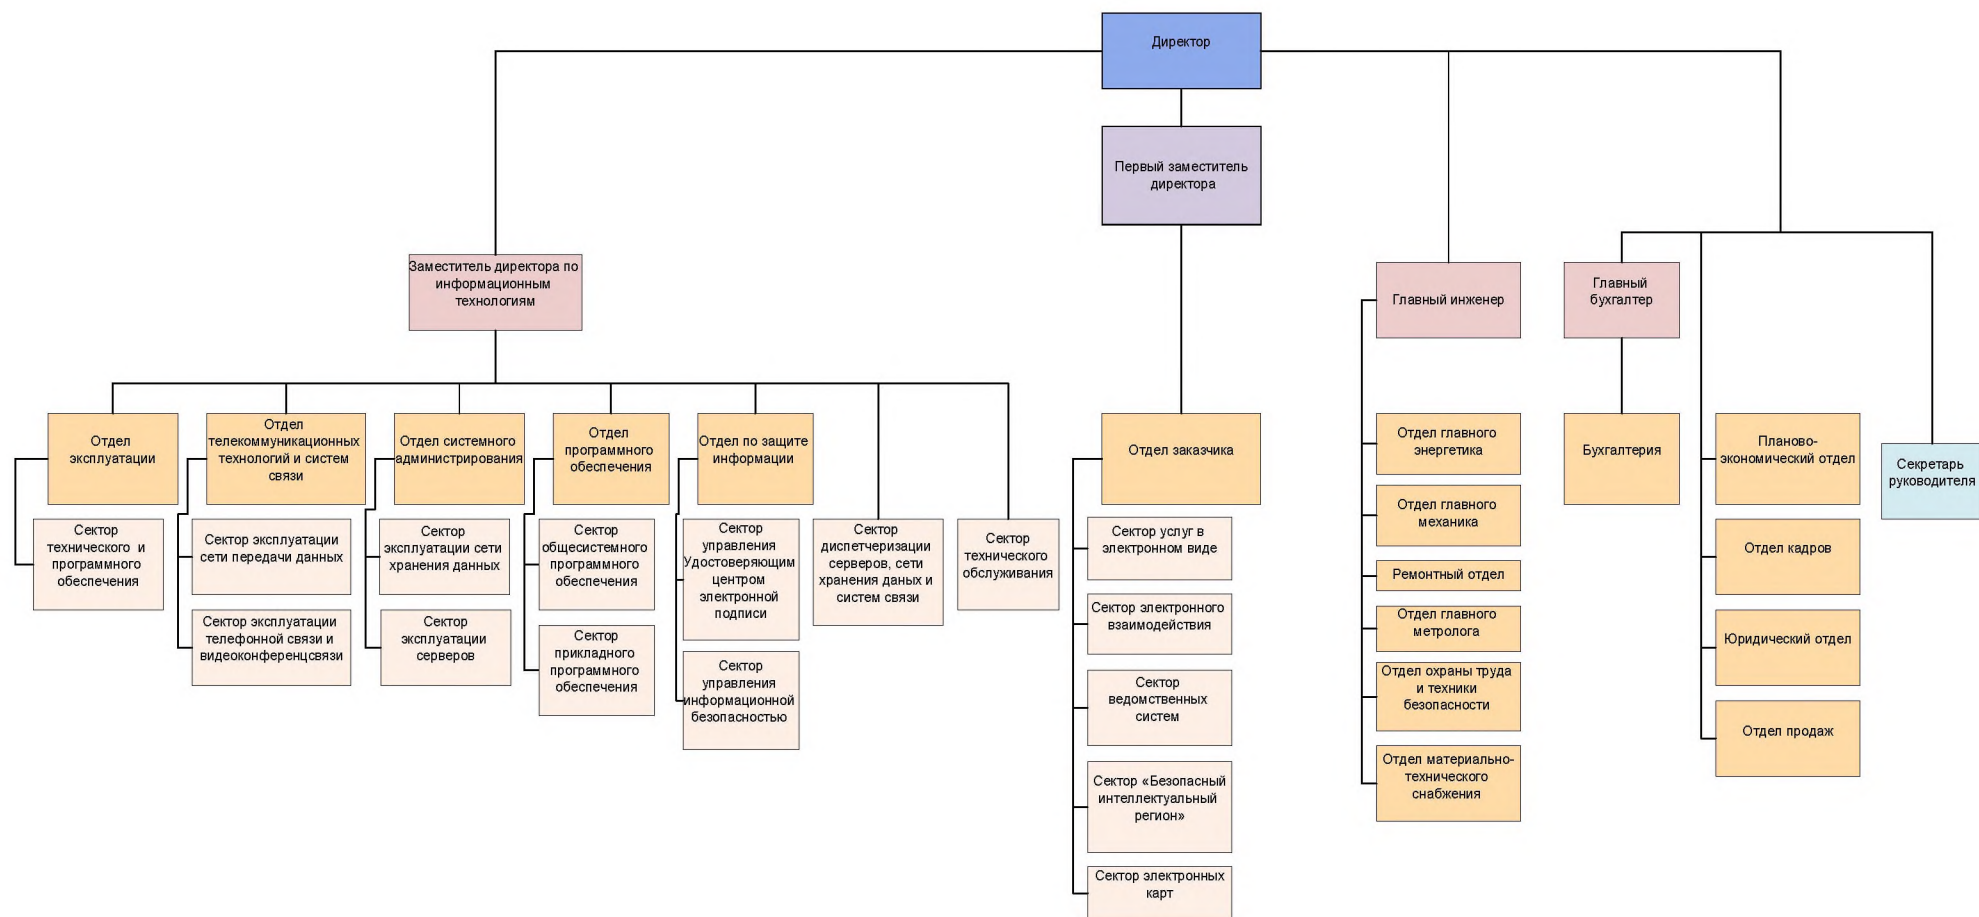 Директор
Первый заместитель
директора
Заместитель директора по
информационным
технологиям
Главный инженер
Главный
бухгалтер
Отдел
эксплуатации
Отдел
телекоммуникационных
технологий и систем
связи
Отдел системного
администрирования
Отдел
программного
обеспечения
Отдел по защите
информации
Отдел заказчика
Отдел главного
энергетика
Бухгалтерия
Планово-
экономический отдел
Секретарь
руководителя
Сектор
технического и
программного
обеспечения
Сектор эксплуатации
сети передачи данных
Сектор эксплуатации
телефонной связи и
видеоконференцсвязи
Сектор
эксплуатации сети
хранения данных
Сектор
эксплуатации
серверов
Сектор
общесистемного
программного
обеспечения
Сектор
прикладного
программного
обеспечения
Сектор
управления
Удостоверяющим
центром
электронной
подписи
Сектор
управления
информационной
безопасностью
Сектор
диспетчеризации
серверов, сети
хранения даных и
систем связи
Сектор
технического
обслуживания
Сектор услуг в
электронном виде
Сектор электронного
взаимодействия
Сектор
ведомственных
систем
Сектор «Безопасный
интеллектуальный
регион»
Сектор электронных
карт
Отдел главного
механика
Ремонтный отдел
Отдел главного
метролога
Отдел охраны труда
и техники
безопасности
Отдел материально-
технического
снабжения
Отдел кадров
Юридический отдел
Отдел продаж